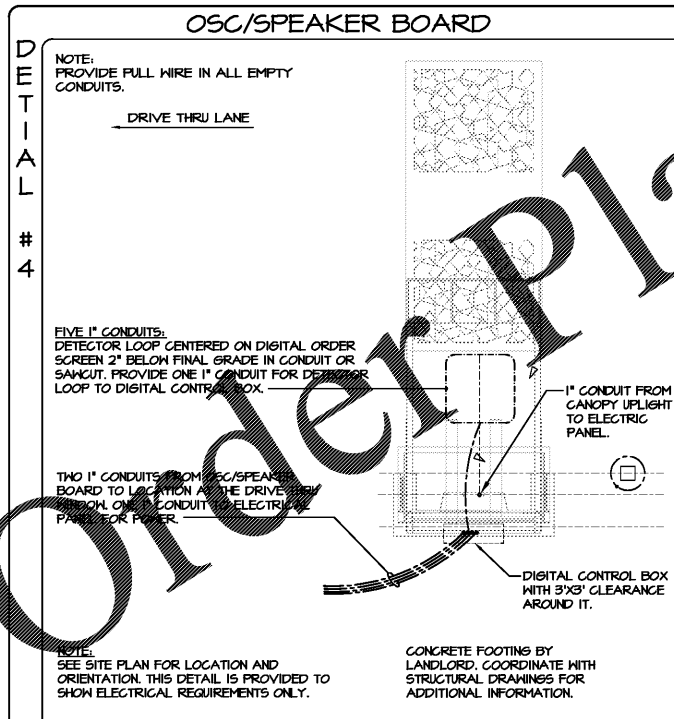 OSC/SPEAKER BOARD
DETIAL #4
NOTE:
PROVIDE PULL WIRE IN ALL EMPTY
CONDUITS.
DRIVE THRU LANE
FIVE 1" CONDUITS:
DETECTOR LOOP CENTERED ON DIGITAL ORDER
SCREEN 2" BELOW FINAL GRADE IN CONDUIT OR
SAWCUT. PROVIDE ONE 1" CONDUIT FOR DETECTOR
LOOP TO DIGITAL CONTROL BOX.
1" CONDUIT FROM
CANOPY UPLIGHT
TO ELECTRIC
PANEL.
TWO 1" CONDUITS FROM OSC/SPEAKER
BOARD TO LOCATION AT THE DRIVE THRU
WINDOW. ONE 1" CONDUIT TO ELECTRICAL
PANEL FOR POWER.
DIGITAL CONTROL BOX
WITH 3'X3' CLEARANCE
AROUND IT.
NOTE:
SEE SITE PLAN FOR LOCATION AND
ORIENTATION. THIS DETAIL IS PROVIDED TO
SHOW ELECTRICAL REQUIREMENTS ONLY.
CONCRETE FOOTING BY
LANDLORD. COORDINATE WITH
STRUCTURAL DRAWINGS FOR
ADDITIONAL INFORMATION.
Order Pla